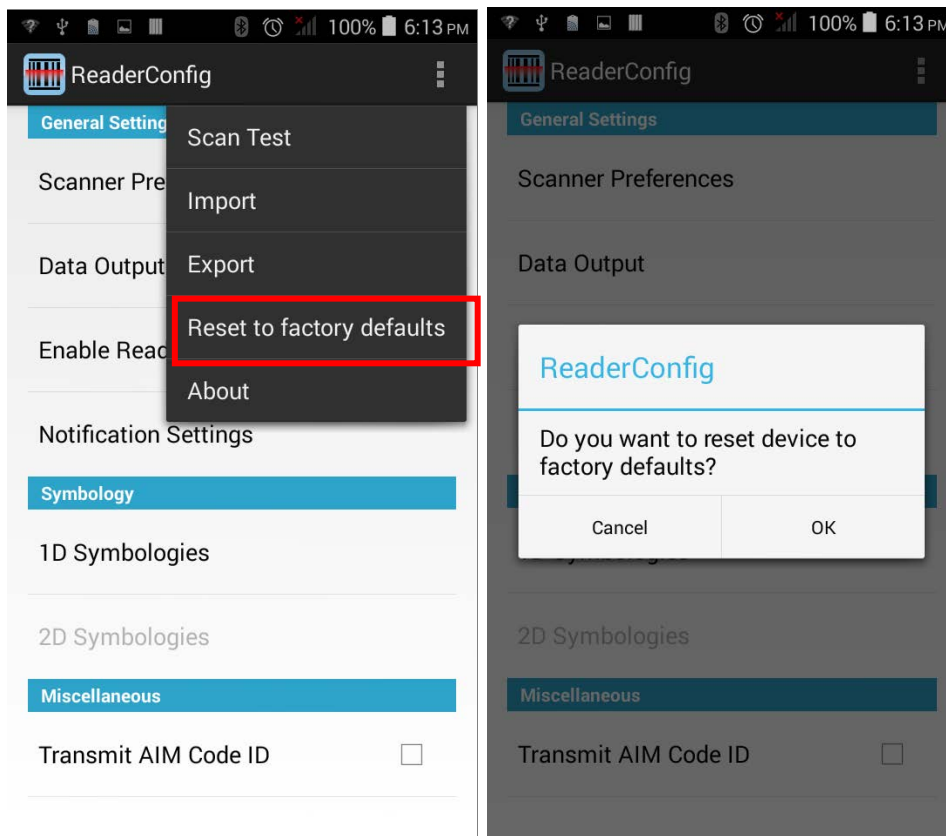 100% 6:13 PM
ReaderConfig
General Setting
Scan Test
Scanner Pre
Import
Data Output
Export
Reset to factory defaults
Enable Read
About
Notification Settings
Symbology
1D Symbologies
2D Symbologies
Miscellaneous
Transmit AIM Code ID
100% 6:13 PM
ReaderConfig
General Settings
Scanner Preferences
Data Output
ReaderConfig
Do you want to reset device to
factory defaults?
Cancel OK
2D Symbologies
Miscellaneous
Transmit AIM Code ID